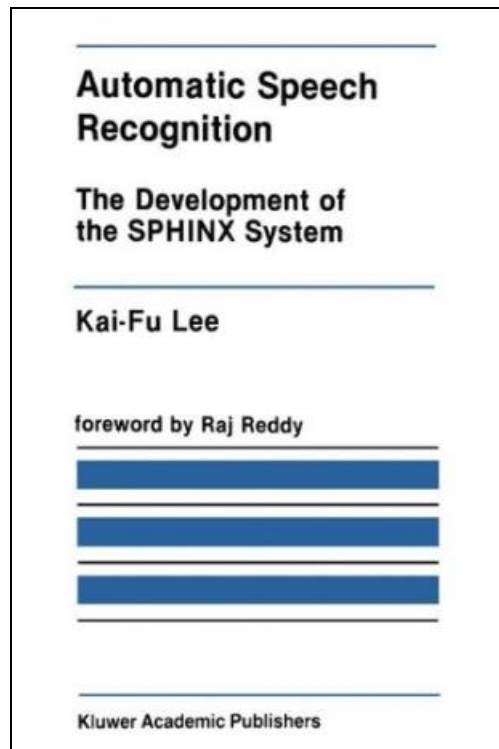 Automatic Speech
Recognition
The Development of
the SPHINX System
Kai-Fu Lee
foreword by Raj Reddy
Kluwer Academic Publishers